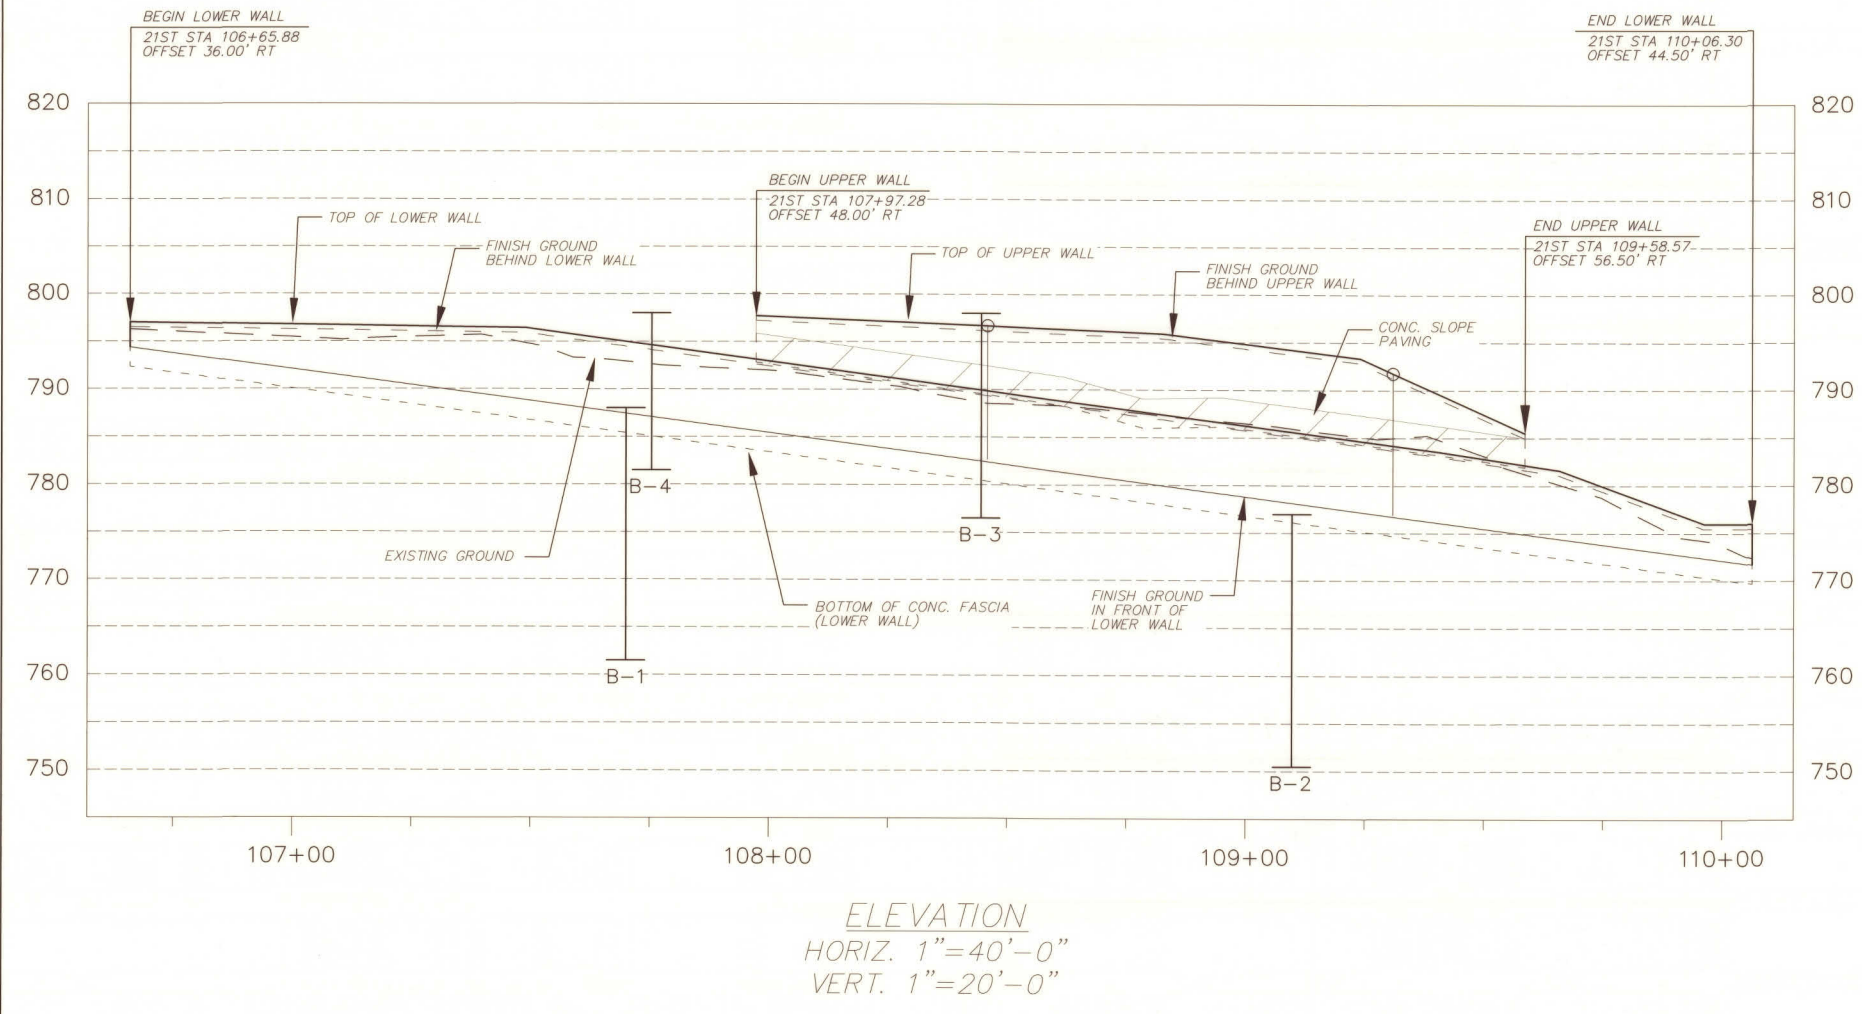 BEGIN LOWER WALL
21ST STA 106+65.88
OFFSET 36.00' RT
END LOWER WALL
21ST STA 110+06.30
OFFSET 44.50' RT
820
820
BEGIN UPPER WALL
21ST STA 107+97.28
OFFSET 48.00' RT
810
810
TOP OF LOWER WALL
END UPPER WALL
21ST STA 109+58.57
OFFSET 56.50' RT
FINISH GROUND
BEHIND LOWER WALL
TOP OF UPPER WALL
FINISH GROUND
BEHIND UPPER WALL
800
800
CONC. SLOPE
PAVING
790
790
780
780
B-4
B-3
EXISTING GROUND
770
770
BOTTOM OF CONC. FASCIA
(LOWER WALL)
FINISH GROUND
IN FRONT OF
LOWER WALL
760
760
B-1
750
750
B-2
107+00
108+00
109+00
110+00
ELEVATION
HORIZ. 1"=40'-0"
VERT. 1"=20'-0"